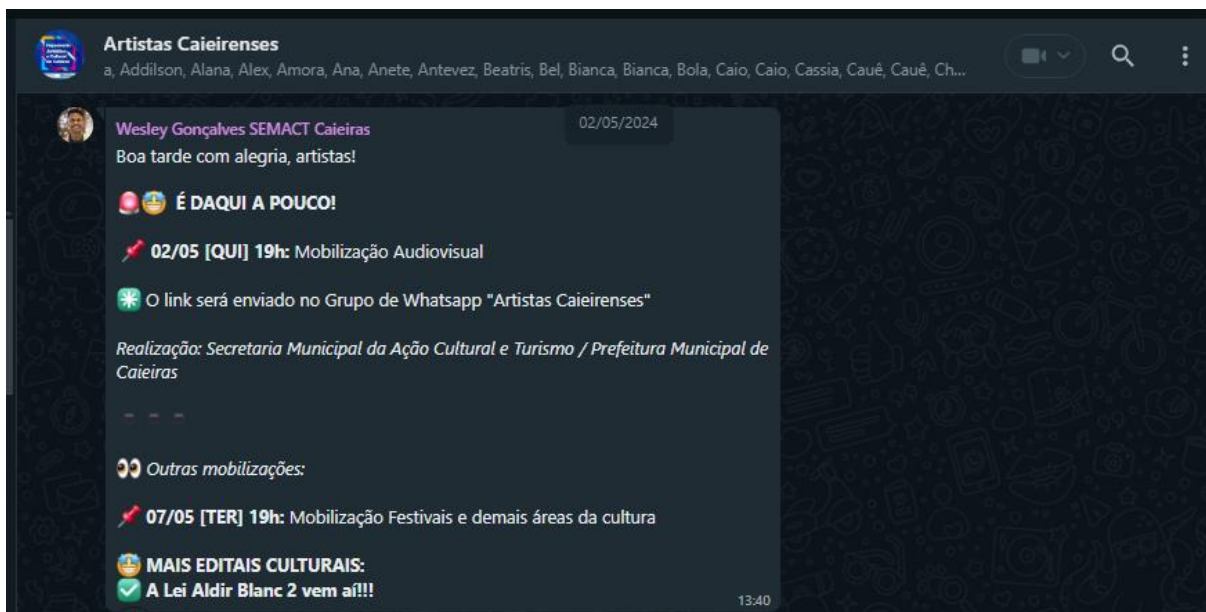 Artistas Caieirenses
a, Addilson, Alana, Alex, Amora, Ana, Anete, Antevez, Beatris, Bel, Bianca, Bianca, Bola, Caio, Caio, Cassia, Cauê, Cauê, Ch...
02/05/2024
Wesley Gonçalves SEMACT Caieiras
Boa tarde com alegria, artistas!
É DAQUI A POUCO!
02/05 [QUI] 19h: Mobilização Audiovisual
O link será enviado no Grupo de Whatsapp "Artistas Caieirenses"
Realização: Secretaria Municipal da Ação Cultural e Turismo / Prefeitura Municipal de
Caieiras
- - -
Outras mobilizações:
07/05 [TER] 19h: Mobilização Festivais e demais áreas da cultura
MAIS EDITAIS CULTURAIS:
A Lei Aldir Blanc 2 vem aí!!!
13:40